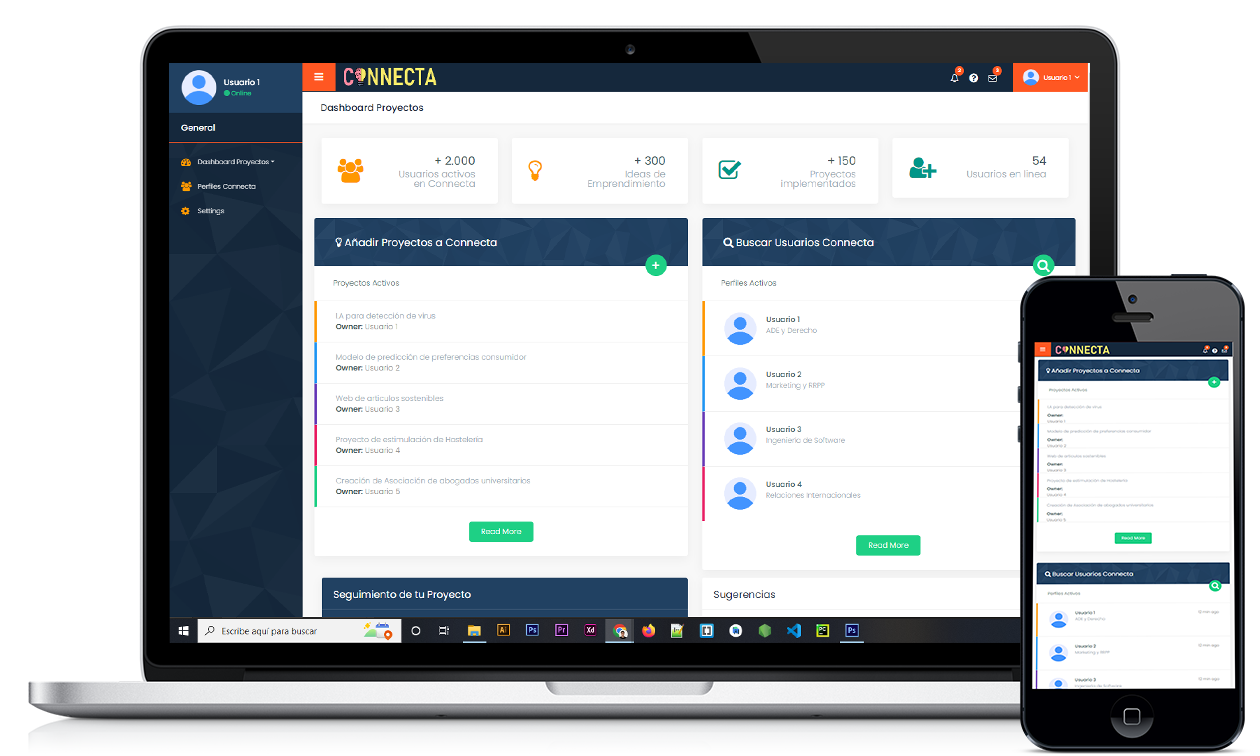 Usuario 1
Online
General
Dashboard Proyectos
Perfiles Connecta
Settings
CONNECTA
2
3
Usuario 1
Dashboard Proyectos
+ 2.000
Usuarios activos
en Connecta
+ 300
Ideas de
Emprendimiento
+ 150
Proyectos
implementados
54
Usuarios en linea
Añadir Proyectos a Connecta
Proyectos Activos
I.A para detección de virus
Owner: Usuario 1
Modelo de predicción de preferencias consumidor
Owner: Usuario 2
Web de artículos sostenibles
Owner: Usuario 3
Proyecto de estimulación de Hostelería
Owner: Usuario 4
Creación de Asociación de abogados universitarios
Owner: Usuario 5
Read More
Buscar Usuarios Connecta
Perfiles Activos
Usuario 1
ADE y Derecho
Usuario 2
Marketing y RRPP
Usuario 3
Ingeniería de Software
Usuario 4
Relaciones Internacionales
Read More
Seguimiento de tu Proyecto
Sugerencias
Escribe aquí para buscar
Ai
Ps
Pr
Xd
PC
Ps
CONNECTA
Añadir Proyectos a Connecta
Proyectos Activos
I.A para detección de virus
Owner:
Usuario 1
Modelo de predicción de preferencias consumidor
Owner:
Usuario 2
Web de artículos sostenibles
Owner:
Usuario 3
Proyecto de estimulación de Hostelería
Owner:
Usuario 4
Creación de Asociación de abogados universitarios
Owner:
Usuario 5
Read More
Buscar Usuarios Connecta
Perfiles Activos
Usuario 1
12 min ago
ADE y Derecho
Usuario 2
12 min ago
Marketing y RRPP
Usuario 3
12 min ago
Ingeniería de Software